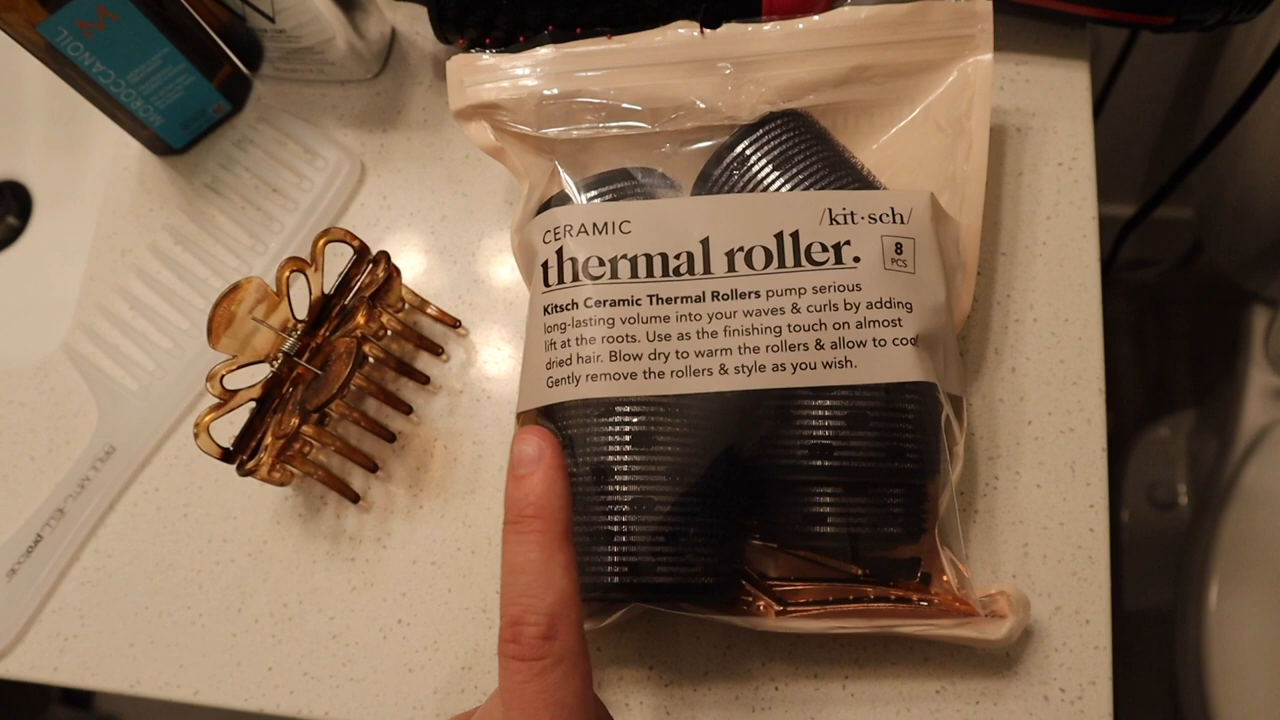 MOROCCANOIL
CERAMIC
/kit·sch/
thermal roller.
8
PCS
Kitsch Ceramic Thermal Rollers pump serious
long-lasting volume into your waves & curls by adding
lift at the roots. Use as the finishing touch on almost
dried hair. Blow dry to warm the rollers & allow to cool
Gently remove the rollers & style as you wish.
PAUL MITCHELL